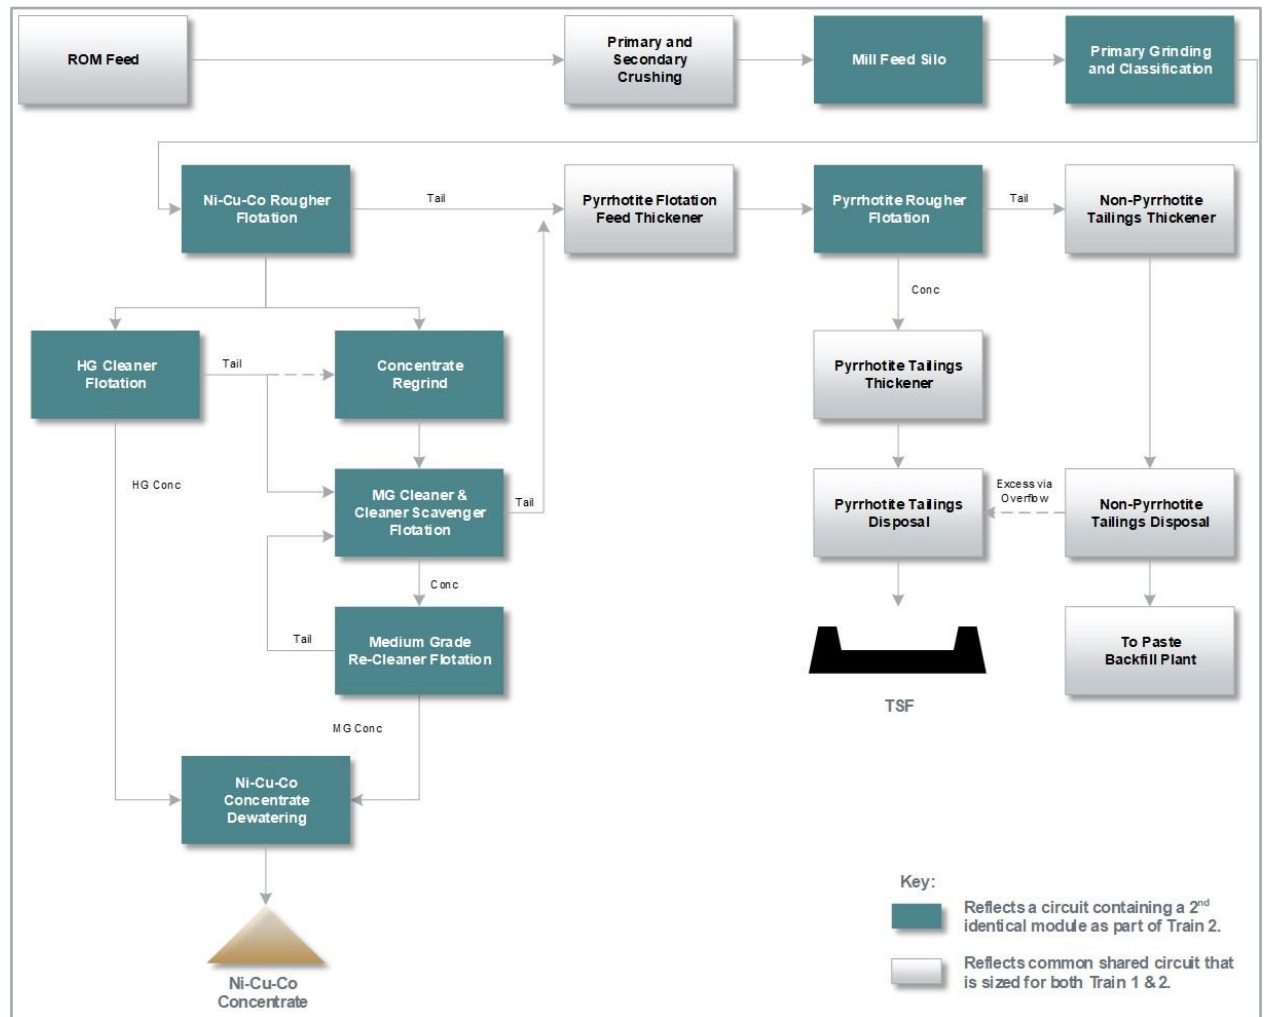 ROM Feed
Primary and
Secondary
Crushing
Mill Feed Silo
Primary Grinding
and Classification
Ni-Cu-Co Rougher
Flotation
Tail
Pyrrhotite Flotation
Feed Thickener
Pyrrhotite Rougher
Flotation
Tail
Non-Pyrrhotite
Tailings Thickener
Conc
HG Cleaner
Flotation
Tail
Concentrate
Regrind
Pyrrhotite Tailings
Thickener
HG Conc
MG Cleaner &
Cleaner Scavenger
Flotation
Tail
Pyrrhotite Tailings
Disposal
Excess via
Overflow
Non-Pyrrhotite
Tailings Disposal
Conc
Tail
Medium Grade
Re-Cleaner Flotation
To Paste
Backfill Plant
TSF
MG Conc
Ni-Cu-Co
Concentrate
Dewatering
Ni-Cu-Co
Concentrate
Key:
Reflects a circuit containing a 2nd
identical module as part of Train 2.
Reflects common shared circuit that
is sized for both Train 1 & 2.